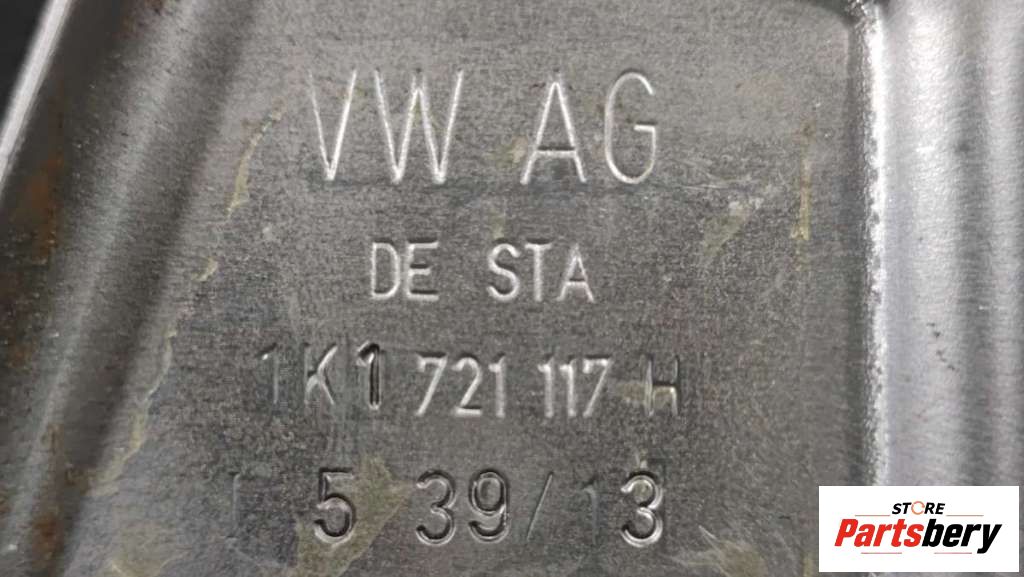 VW AG
DE STA
1K1 721 117 H
5 39/13
STORE
Partsbery